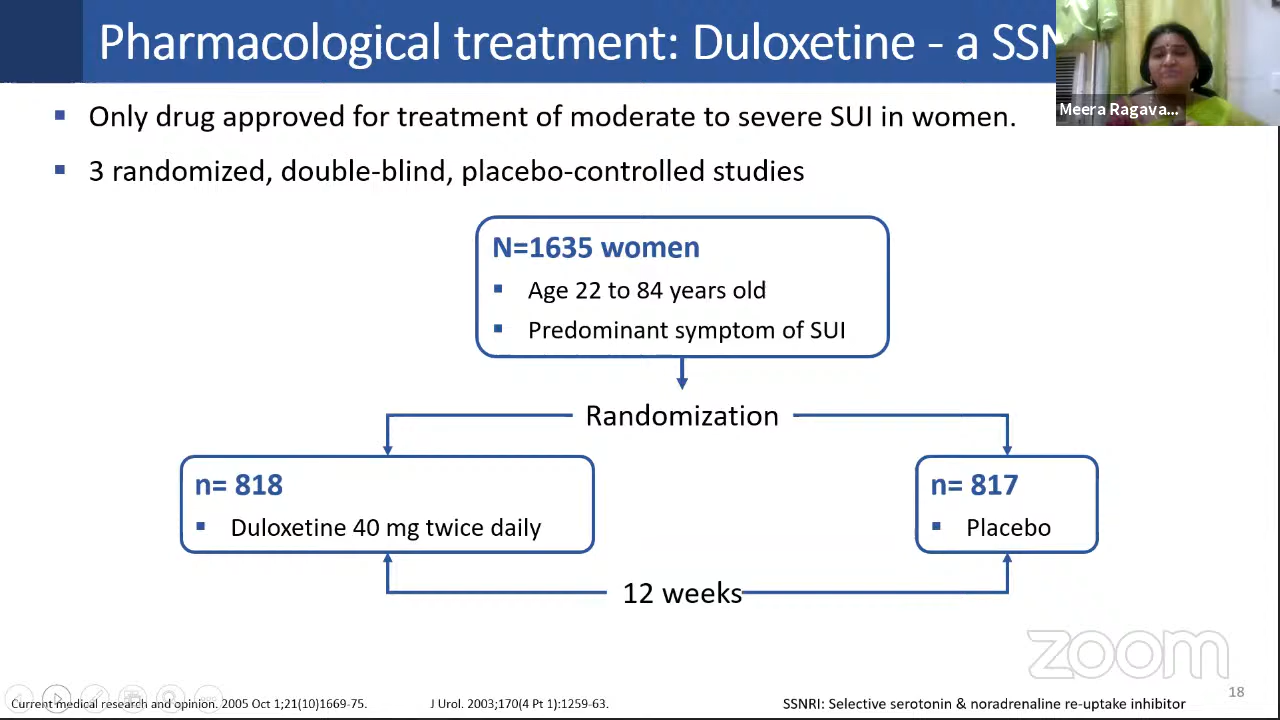 Pharmacological treatment: Duloxetine - a SSN
Meera Ragava...
▪ Only drug approved for treatment of moderate to severe SUI in women.
▪ 3 randomized, double-blind, placebo-controlled studies
N=1635 women
▪ Age 22 to 84 years old
▪ Predominant symptom of SUI
Randomization
n= 818
▪ Duloxetine 40 mg twice daily
n= 817
▪ Placebo
12 weeks
zoom
18
Current medical research and opinion. 2005 Oct 1;21(10)1669-75.
J Urol. 2003;170(4 Pt 1):1259-63.
SSNRI: Selective serotonin & noradrenaline re-uptake inhibitor